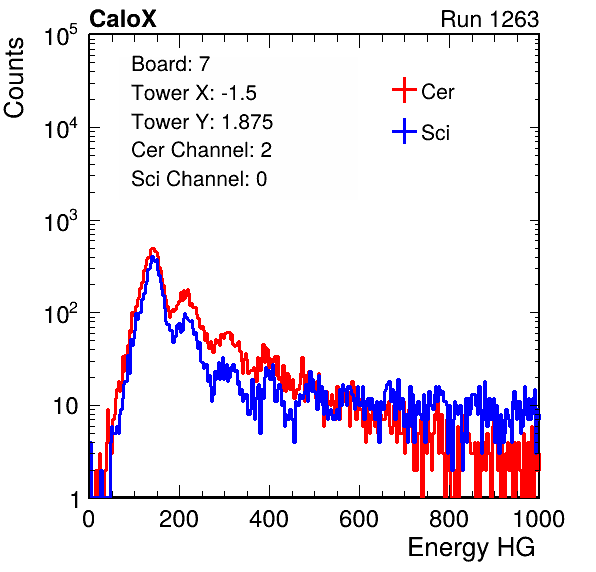 CaloX Run 1263
Counts
10^5
10^4
10^3
10^2
10
1
Board: 7
Tower X: -1.5
Tower Y: 1.875
Cer Channel: 2
Sci Channel: 0
Cer
Sci
0 200 400 600 800 1000
Energy HG